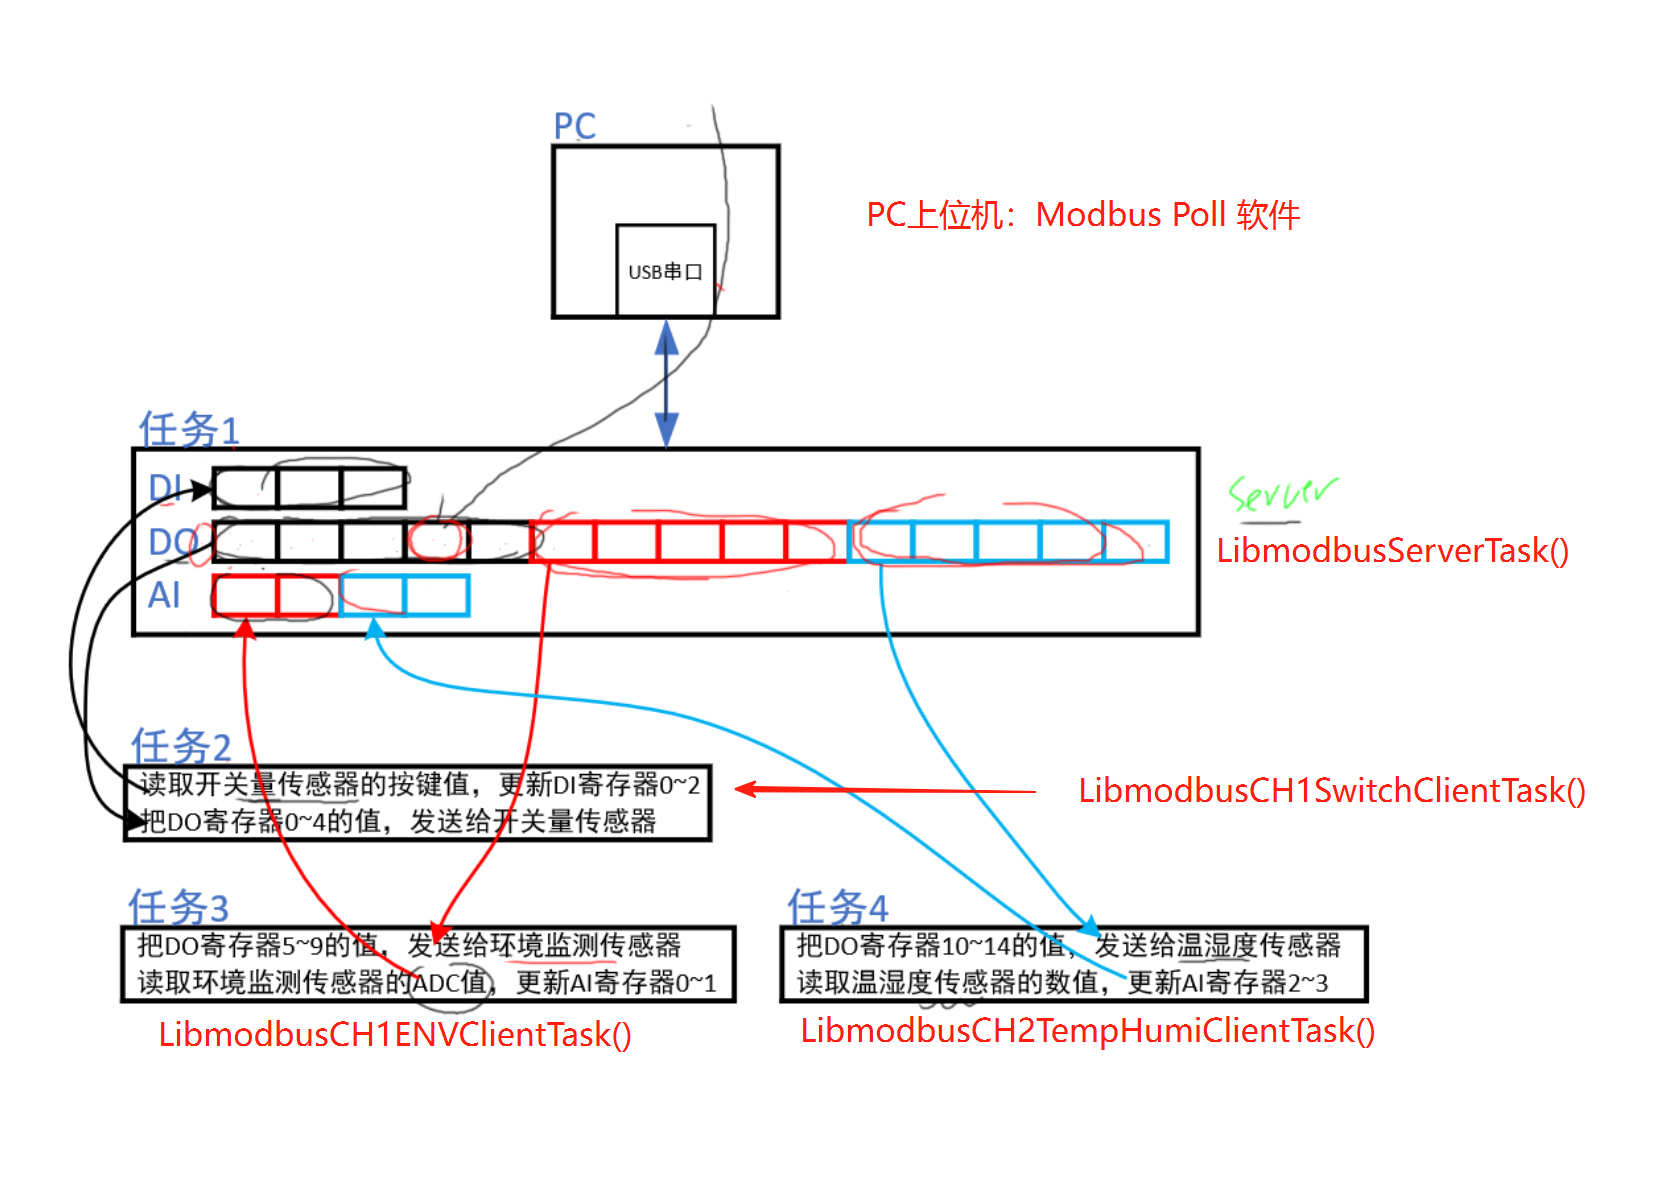 PC
PC上位机：Modbus Poll 软件
USB串口
任务1
DI
Server
DO
LibmodbusServerTask()
AI
任务2
读取开关量传感器的按键值，更新DI寄存器0~2
把DO寄存器0~4的值，发送给开关量传感器
LibmodbusCH1SwitchClientTask()
任务3
把DO寄存器5~9的值，发送给环境监测传感器
读取环境监测传感器的ADC值，更新AI寄存器0~1
LibmodbusCH1ENVClientTask()
任务4
把DO寄存器10~14的值，发送给温湿度传感器
读取温湿度传感器的数值，更新AI寄存器2~3
LibmodbusCH2TempHumiClientTask()